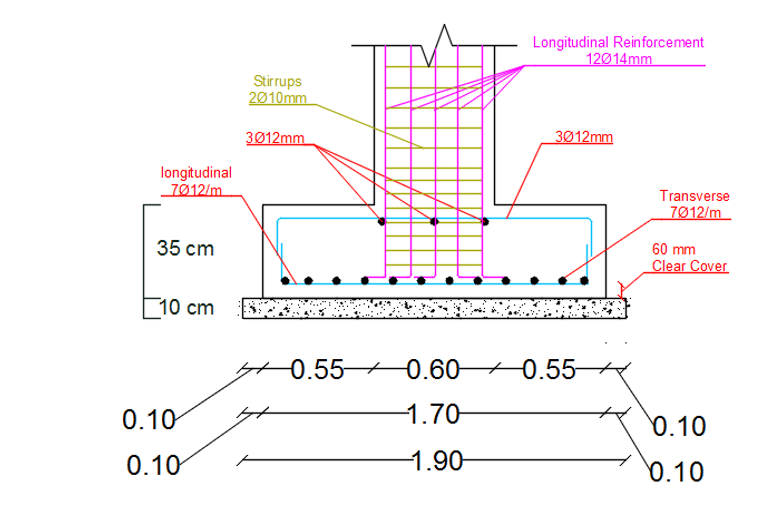 Longitudinal Reinforcement
12Ø14mm
Stirrups
2Ø10mm
3Ø12mm
3Ø12mm
longitudinal
7Ø12/m
Transverse
7Ø12/m
35 cm
60 mm
Clear Cover
10 cm
0.55
0.60
0.55
0.10
1.70
0.10
0.10
1.90
0.10